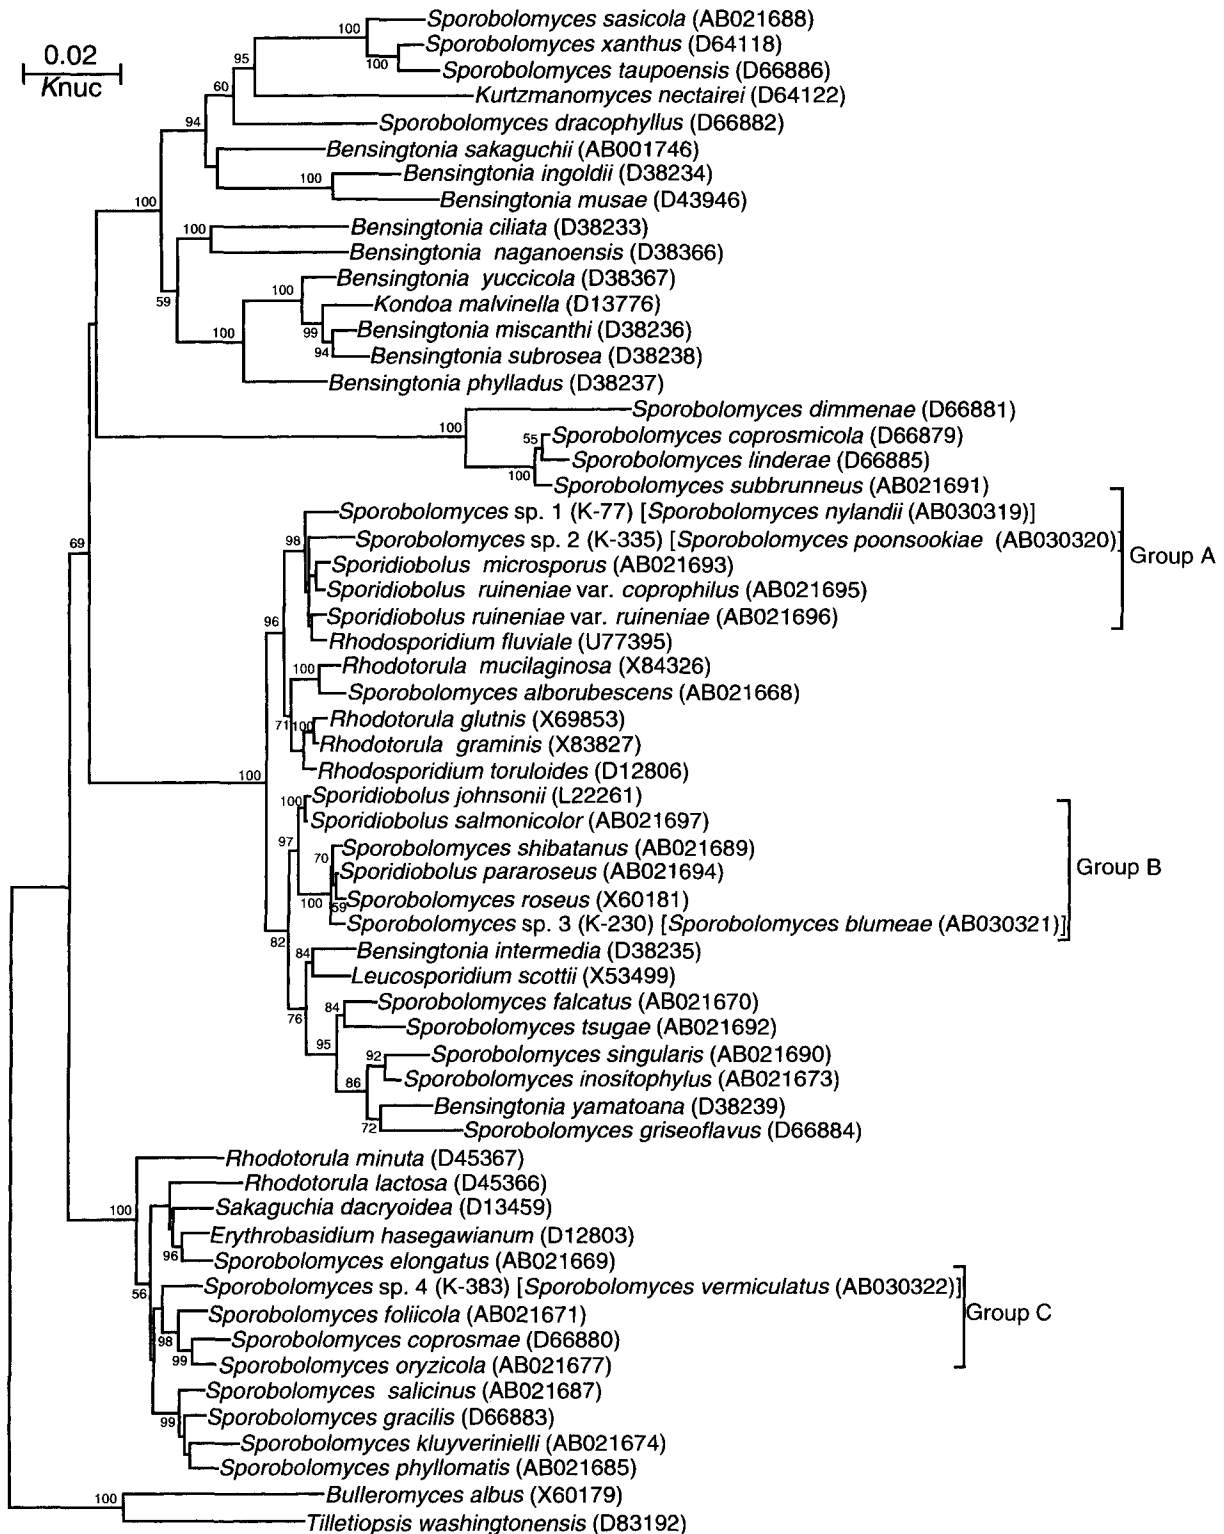 0.02
Knuc
100
Sporobolomyces sasicola (AB021688)
Sporobolomyces xanthus (D64118)
100
Sporobolomyces taupoensis (D66886)
95
Kurtzmanomyces nectairei (D64122)
60
Sporobolomyces dracophyllus (D66882)
94
Bensingtonia sakaguchii (AB001746)
100
Bensingtonia ingoldii (D38234)
Bensingtonia musae (D43946)
100
100
Bensingtonia ciliata (D38233)
Bensingtonia naganoensis (D38366)
59
Bensingtonia yuccicola (D38367)
100
Kondoa malvinella (D13776)
99
Bensingtonia miscanthi (D38236)
94
Bensingtonia subrosea (D38238)
100
Bensingtonia phylladus (D38237)
Sporobolomyces dimmenae (D66881)
100
55
Sporobolomyces coprosmicola (D66879)
Sporobolomyces linderae (D66885)
100
Sporobolomyces subbrunneus (AB021691)
69
Sporobolomyces sp. 1 (K-77) [Sporobolomyces nylandii (AB030319)]
98
Sporobolomyces sp. 2 (K-335) [Sporobolomyces poonsookiae (AB030320)]
Group A
Sporidiobolus microsporus (AB021693)
Sporidiobolus ruineniae var. coprophilus (AB021695)
Sporidiobolus ruineniae var. ruineniae (AB021696)
96
Rhodosporidium fluviale (U77395)
100
Rhodotorula mucilaginosa (X84326)
Sporobolomyces alborubescens (AB021668)
71
100
Rhodotorula glutnis (X69853)
Rhodotorula graminis (X83827)
Rhodosporidium toruloides (D12806)
100
100
Sporidiobolus johnsonii (L22261)
Sporidiobolus salmonicolor (AB021697)
97
70
Sporobolomyces shibatanus (AB021689)
Sporidiobolus pararoseus (AB021694)
Group B
100
59
Sporobolomyces roseus (X60181)
Sporobolomyces sp. 3 (K-230) [Sporobolomyces blumeae (AB030321)]
82
84
Bensingtonia intermedia (D38235)
Leucosporidium scottii (X53499)
76
84
Sporobolomyces falcatus (AB021670)
Sporobolomyces tsugae (AB021692)
95
92
Sporobolomyces singularis (AB021690)
Sporobolomyces inositophylus (AB021673)
86
Bensingtonia yamatoana (D38239)
72
Sporobolomyces griseoflavus (D66884)
Rhodotorula minuta (D45367)
Rhodotorula lactosa (D45366)
100
Sakaguchia dacryoidea (D13459)
Erythrobasidium hasegawianum (D12803)
96
Sporobolomyces elongatus (AB021669)
56
Sporobolomyces sp. 4 (K-383) [Sporobolomyces vermiculatus (AB030322)]
Sporobolomyces foliicola (AB021671)
Group C
98
Sporobolomyces coprosmae (D66880)
99
Sporobolomyces oryzicola (AB021677)
Sporobolomyces salicinus (AB021687)
99
Sporobolomyces gracilis (D66883)
Sporobolomyces kluyverinielli (AB021674)
Sporobolomyces phyllomatis (AB021685)
100
Bulleromyces albus (X60179)
Tilletiopsis washingtonensis (D83192)